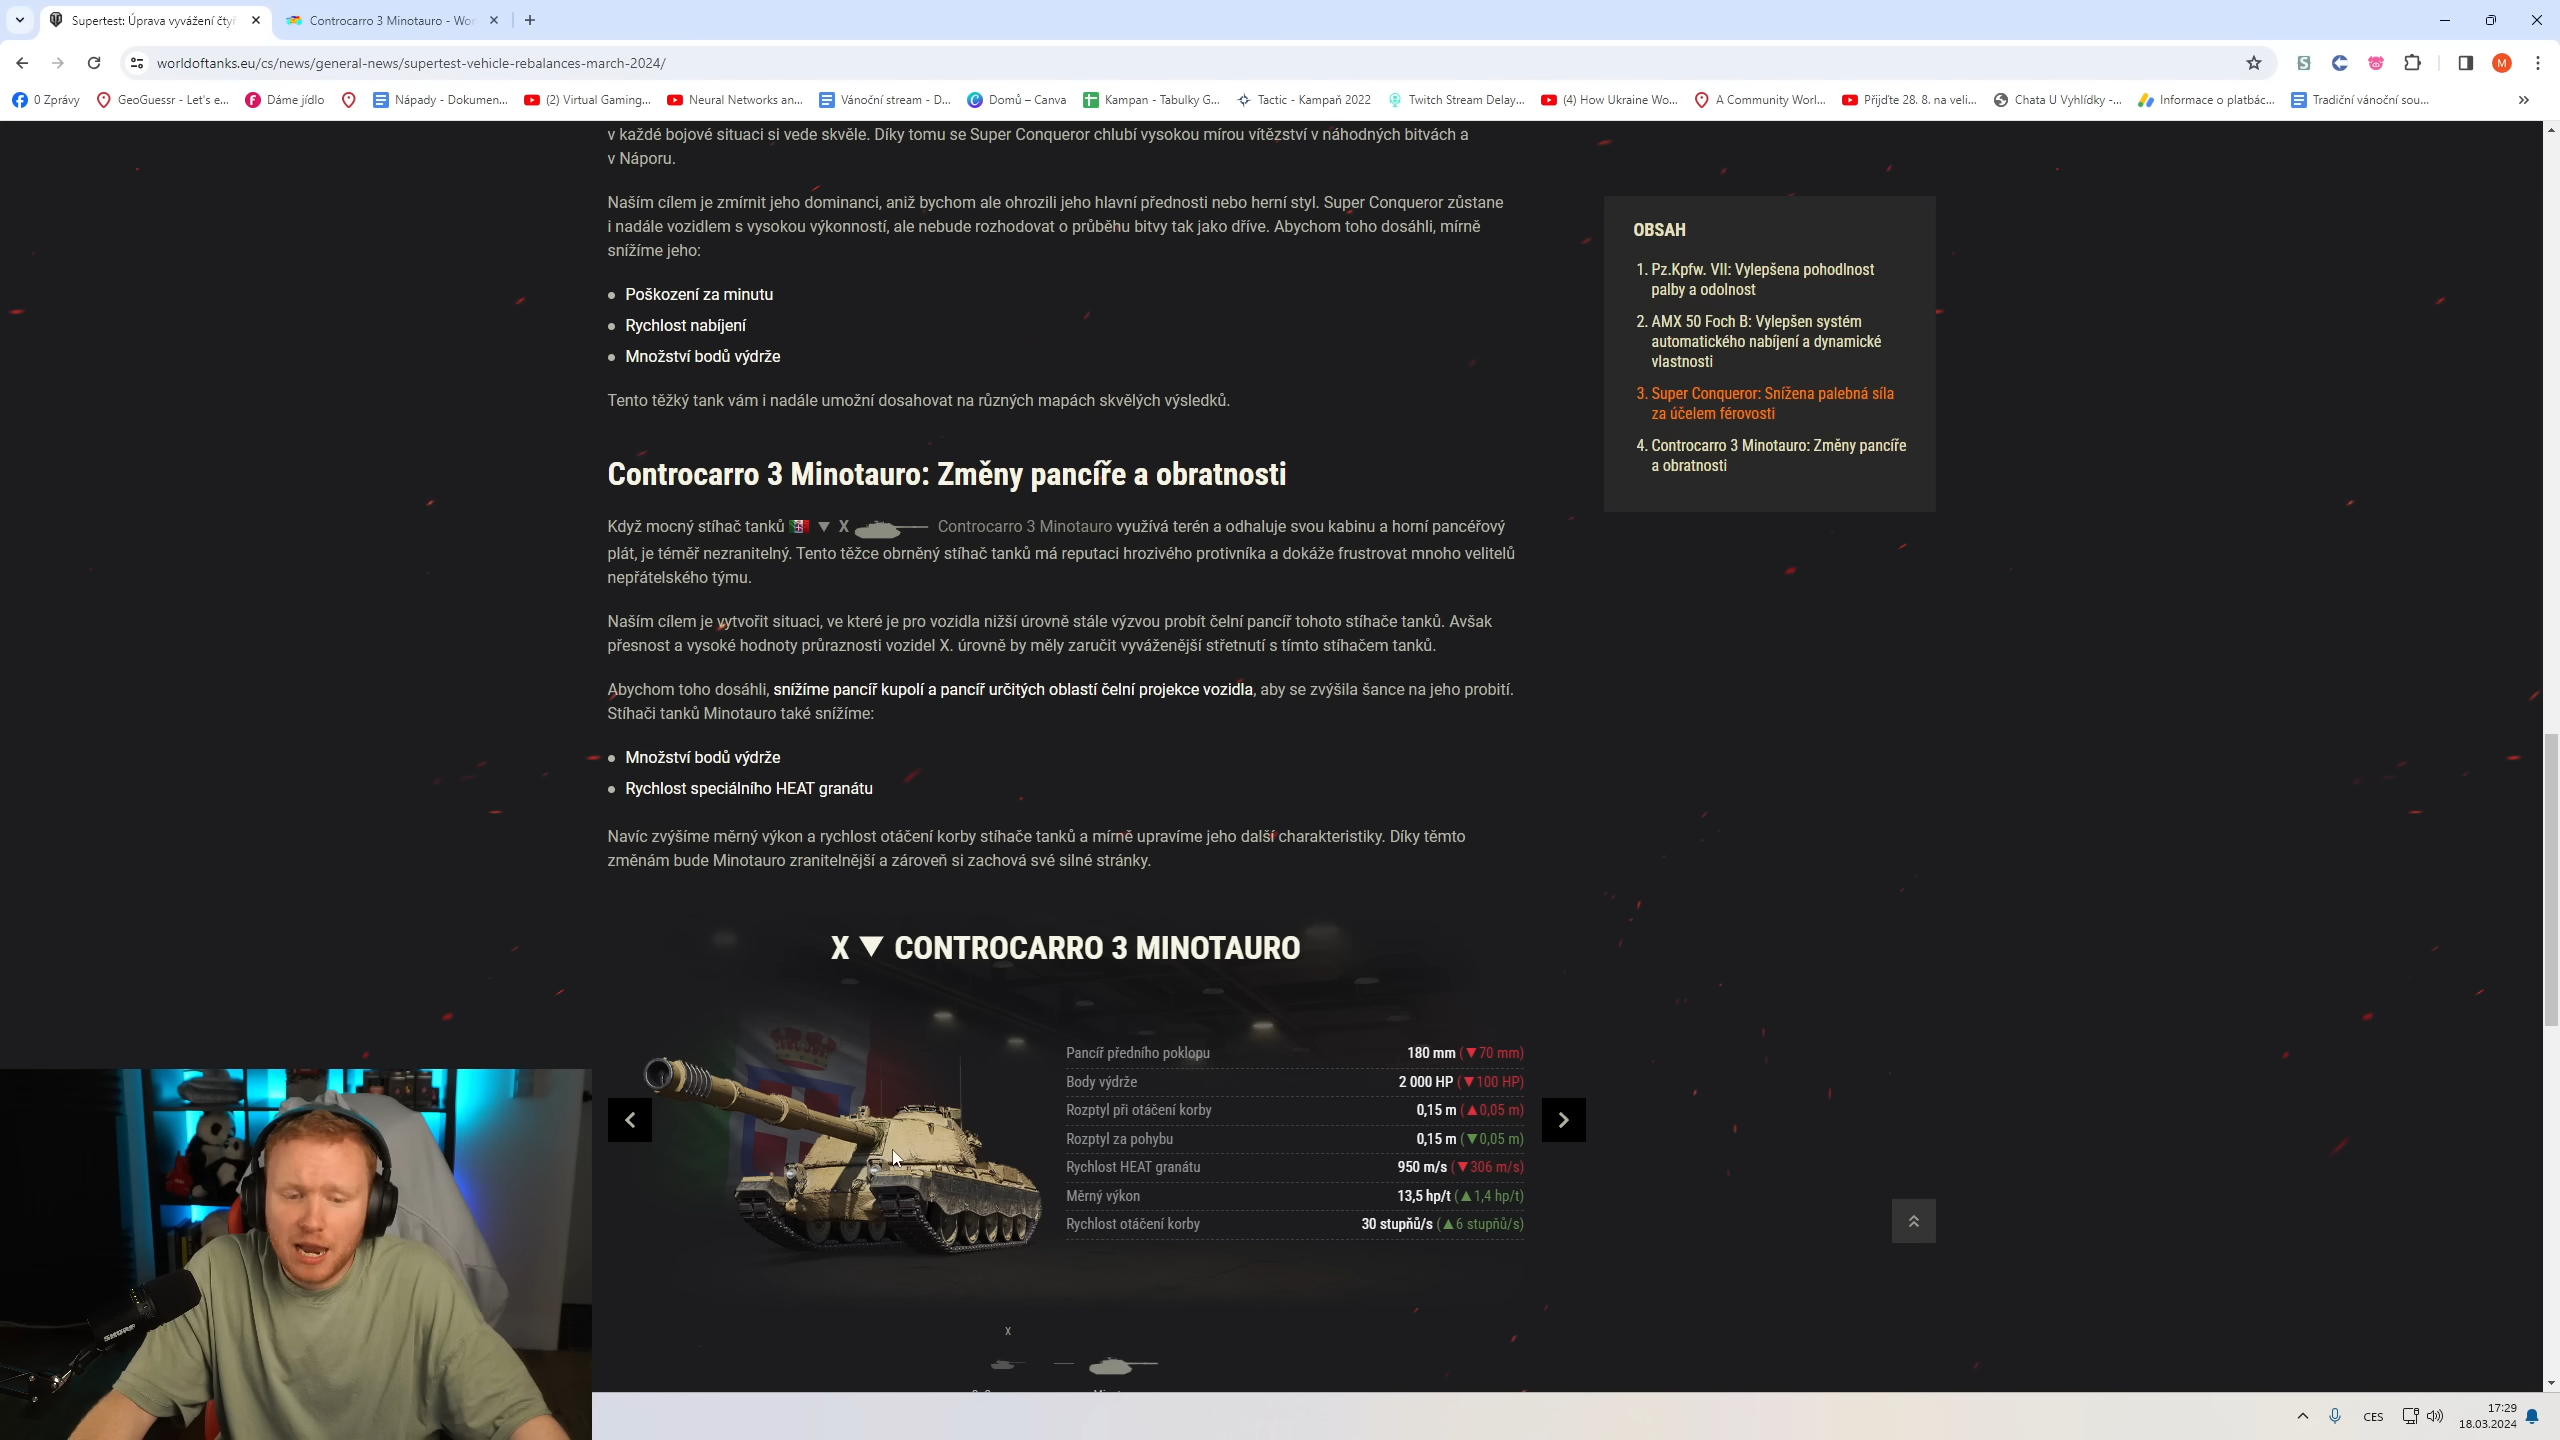 Supertest: Úprava vyvážení čtyř
Controcarro 3 Minotauro - Wor
worldoftanks.eu/cs/news/general-news/supertest-vehicle-rebalances-march-2024/
M
0 Zprávy
GeoGuessr - Let's e...
Dáme jídlo
Nápady - Dokumen...
(2) Virtual Gaming...
Neural Networks an...
Vánoční stream - D...
Domů – Canva
Kampan - Tabulky G...
Tactic - Kampaň 2022
Twitch Stream Delay...
(4) How Ukraine Wo...
A Community Worl...
Přijďte 28. 8. na veli...
Chata U Vyhlídky -...
Informace o platbác...
Tradiční vánoční sou...
v každé bojové situaci si vede skvěle. Díky tomu se Super Conqueror chlubí vysokou mírou vítězství v náhodných bitvách a
v Náporu.
Naším cílem je zmírnit jeho dominanci, aniž bychom ale ohrozili jeho hlavní přednosti nebo herní styl. Super Conqueror zůstane
i nadále vozidlem s vysokou výkonností, ale nebude rozhodovat o průběhu bitvy tak jako dříve. Abychom toho dosáhli, mírně
snížíme jeho:
Poškození za minutu
Rychlost nabíjení
Množství bodů výdrže
Tento těžký tank vám i nadále umožní dosahovat na různých mapách skvělých výsledků.
Controcarro 3 Minotauro: Změny pancíře a obratnosti
Když mocný stíhač tanků ▼ X Controcarro 3 Minotauro využívá terén a odhaluje svou kabinu a horní pancéřový
plát, je téměř nezranitelný. Tento těžce obrněný stíhač tanků má reputaci hrozivého protivníka a dokáže frustrovat mnoho velitelů
nepřátelského týmu.
Naším cílem je vytvořit situaci, ve které je pro vozidla nižší úrovně stále výzvou probít čelní pancíř tohoto stíhače tanků. Avšak
přesnost a vysoké hodnoty průraznosti vozidel X. úrovně by měly zaručit vyváženější střetnutí s tímto stíhačem tanků.
Abychom toho dosáhli, snížíme pancíř kupolí a pancíř určitých oblastí čelní projekce vozidla, aby se zvýšila šance na jeho probití.
Stíhači tanků Minotauro také snížíme:
Množství bodů výdrže
Rychlost speciálního HEAT granátu
Navíc zvýšíme měrný výkon a rychlost otáčení korby stíhače tanků a mírně upravíme jeho další charakteristiky. Díky těmto
změnám bude Minotauro zranitelnější a zároveň si zachová své silné stránky.
OBSAH
1. Pz.Kpfw. VII: Vylepšena pohodlnost
palby a odolnost
2. AMX 50 Foch B: Vylepšen systém
automatického nabíjení a dynamické
vlastnosti
3. Super Conqueror: Snížena palebná síla
za účelem férovosti
4. Controcarro 3 Minotauro: Změny pancíře
a obratnosti
X ▼ CONTROCARRO 3 MINOTAURO
Pancíř předního poklopu 180 mm (▼70 mm)
Body výdrže 2 000 HP (▼100 HP)
Rozptyl při otáčení korby 0,15 m (▲0,05 m)
Rozptyl za pohybu 0,15 m (▼0,05 m)
Rychlost HEAT granátu 950 m/s (▼306 m/s)
Měrný výkon 13,5 hp/t (▲1,4 hp/t)
Rychlost otáčení korby 30 stupňů/s (▲6 stupňů/s)
X
CES
17:29
18.03.2024